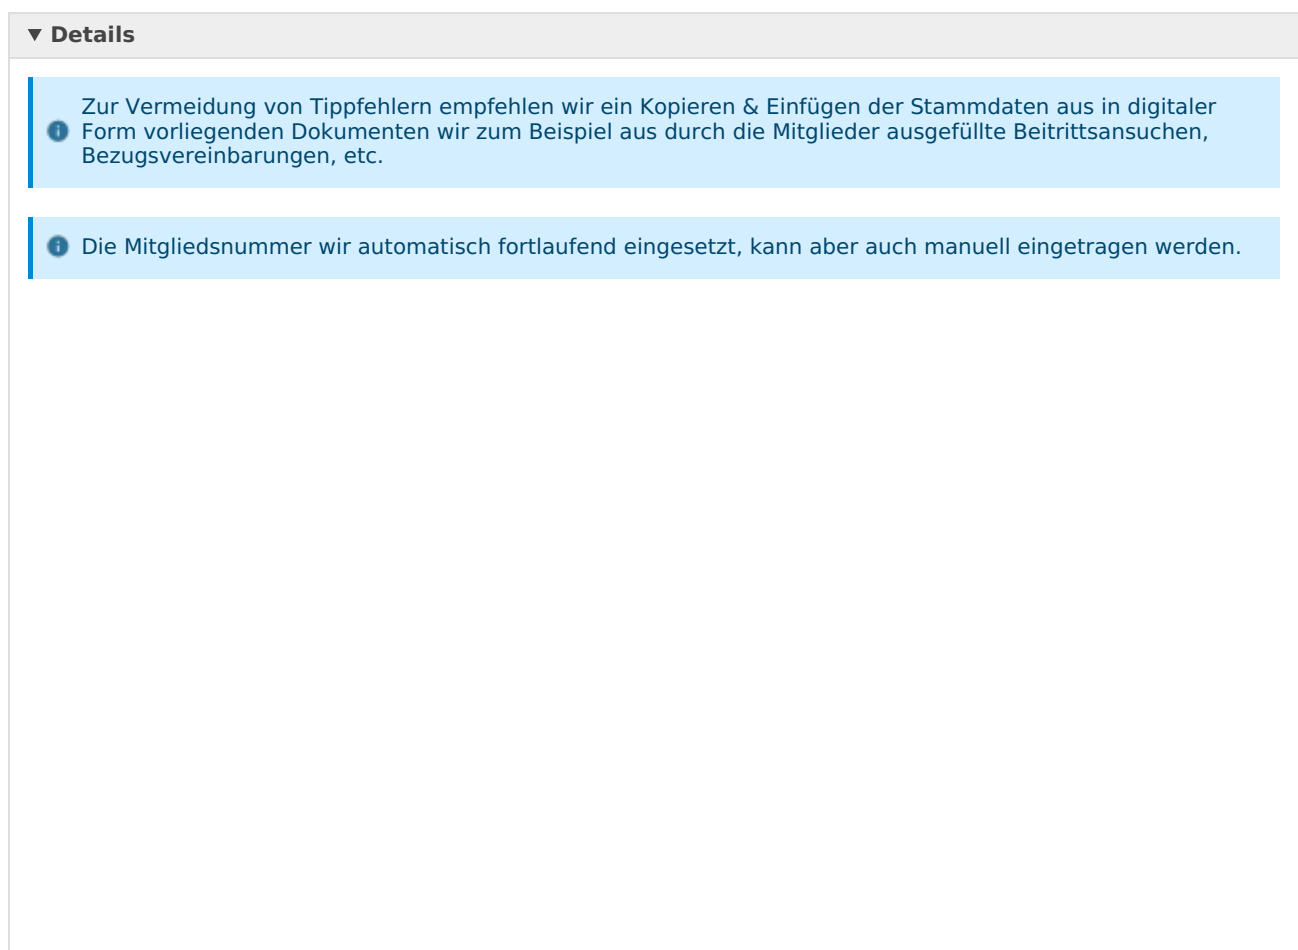 ▼ Details
Zur Vermeidung von Tippfehlern empfehlen wir ein Kopieren & Einfügen der Stammdaten aus in digitaler
Form vorliegenden Dokumenten wir zum Beispiel aus durch die Mitglieder ausgefüllte Beitrittsansuchen,
Bezugsvereinbarungen, etc.
Die Mitgliedsnummer wir automatisch fortlaufend eingesetzt, kann aber auch manuell eingetragen werden.